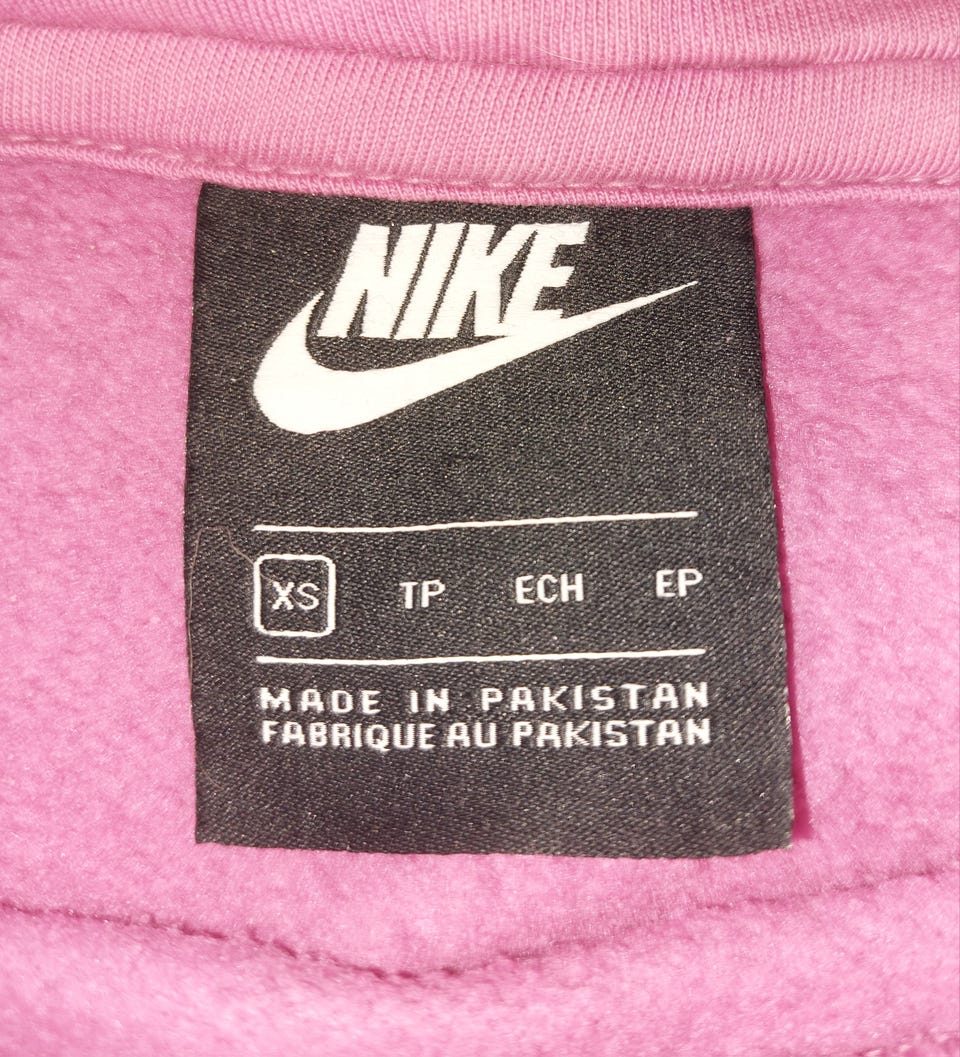 NIKE
XS TP ECH EP
MADE IN PAKISTAN
FABRIQUE AU PAKISTAN